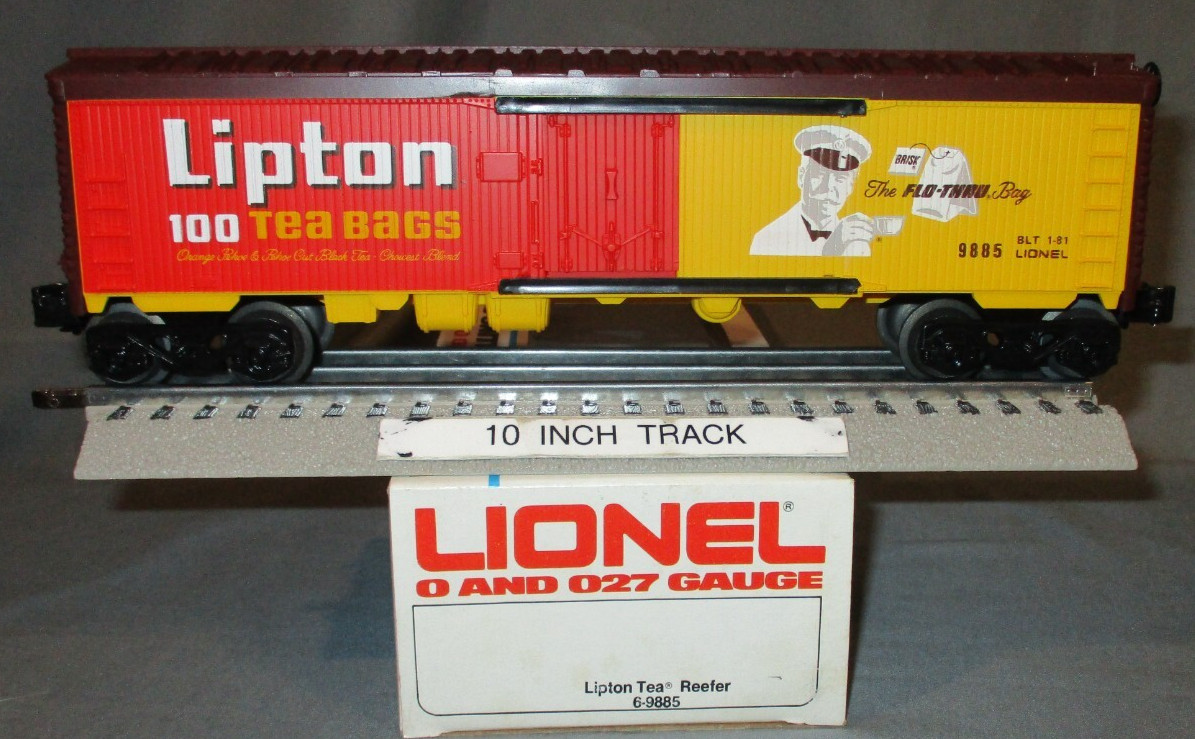 Lipton
100 Tea BAGS
Orange Pekoe & Pekoe Cut Black Tea - Choicest Blend
BRISK
The FLO-THRU Bag
9885 BLT 1-81
LIONEL
10 INCH TRACK
LIONEL®
O AND O27 GAUGE
Lipton Tea® Reefer
6-9885